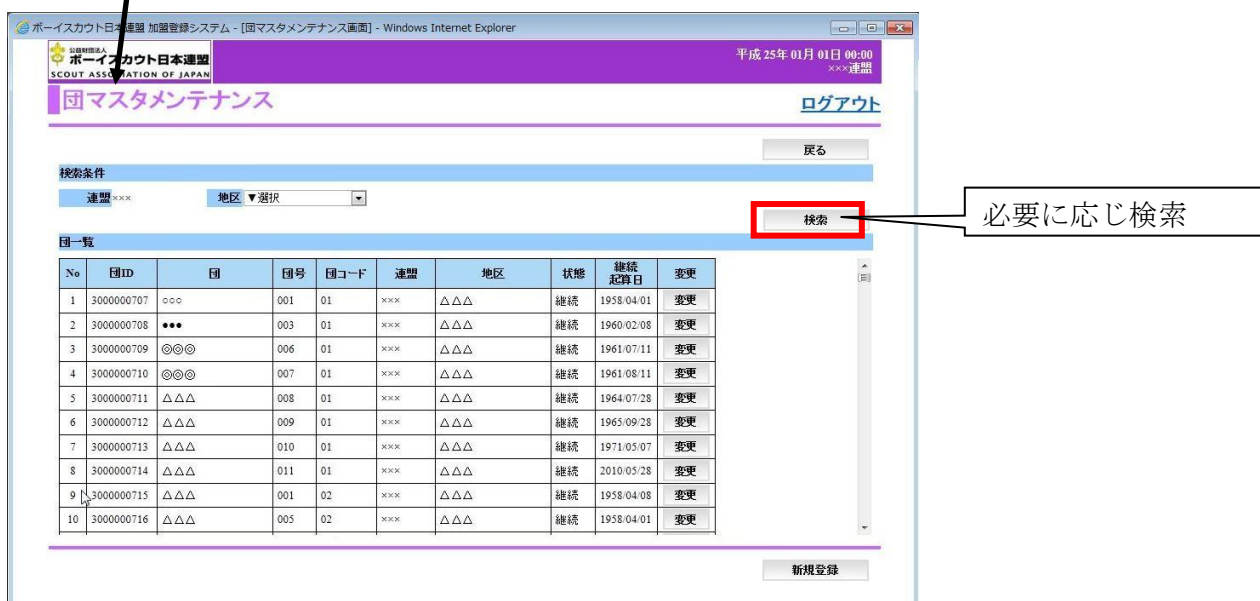 ボーイスカウト日本連盟 加盟登録システム - [団マスタメンテナンス画面] - Windows Internet Explorer
公益財団法人
ボーイスカウト日本連盟
SCOUT ASSOCIATION OF JAPAN
平成 25年 01月 01日 00:00
×××連盟
団マスタメンテナンス
ログアウト
戻る
検索条件
連盟 ××× 地区 ▼選択
検索
必要に応じ検索
団一覧
No 団ID 団 団号 団コード 連盟 地区 状態 継続起算日 変更
1 3000000707 ○○○ 001 01 ××× △△△ 継続 1958/04/01 変更
2 3000000708 ●●● 003 01 ××× △△△ 継続 1960/02/08 変更
3 3000000709 ◎◎◎ 006 01 ××× △△△ 継続 1961/07/11 変更
4 3000000710 ◎◎◎ 007 01 ××× △△△ 継続 1961/08/11 変更
5 3000000711 △△△ 008 01 ××× △△△ 継続 1964/07/28 変更
6 3000000712 △△△ 009 01 ××× △△△ 継続 1965/09/28 変更
7 3000000713 △△△ 010 01 ××× △△△ 継続 1971/05/07 変更
8 3000000714 △△△ 011 01 ××× △△△ 継続 2010/05/28 変更
9 3000000715 △△△ 001 02 ××× △△△ 継続 1958/04/08 変更
10 3000000716 △△△ 005 02 ××× △△△ 継続 1958/04/01 変更
新規登録